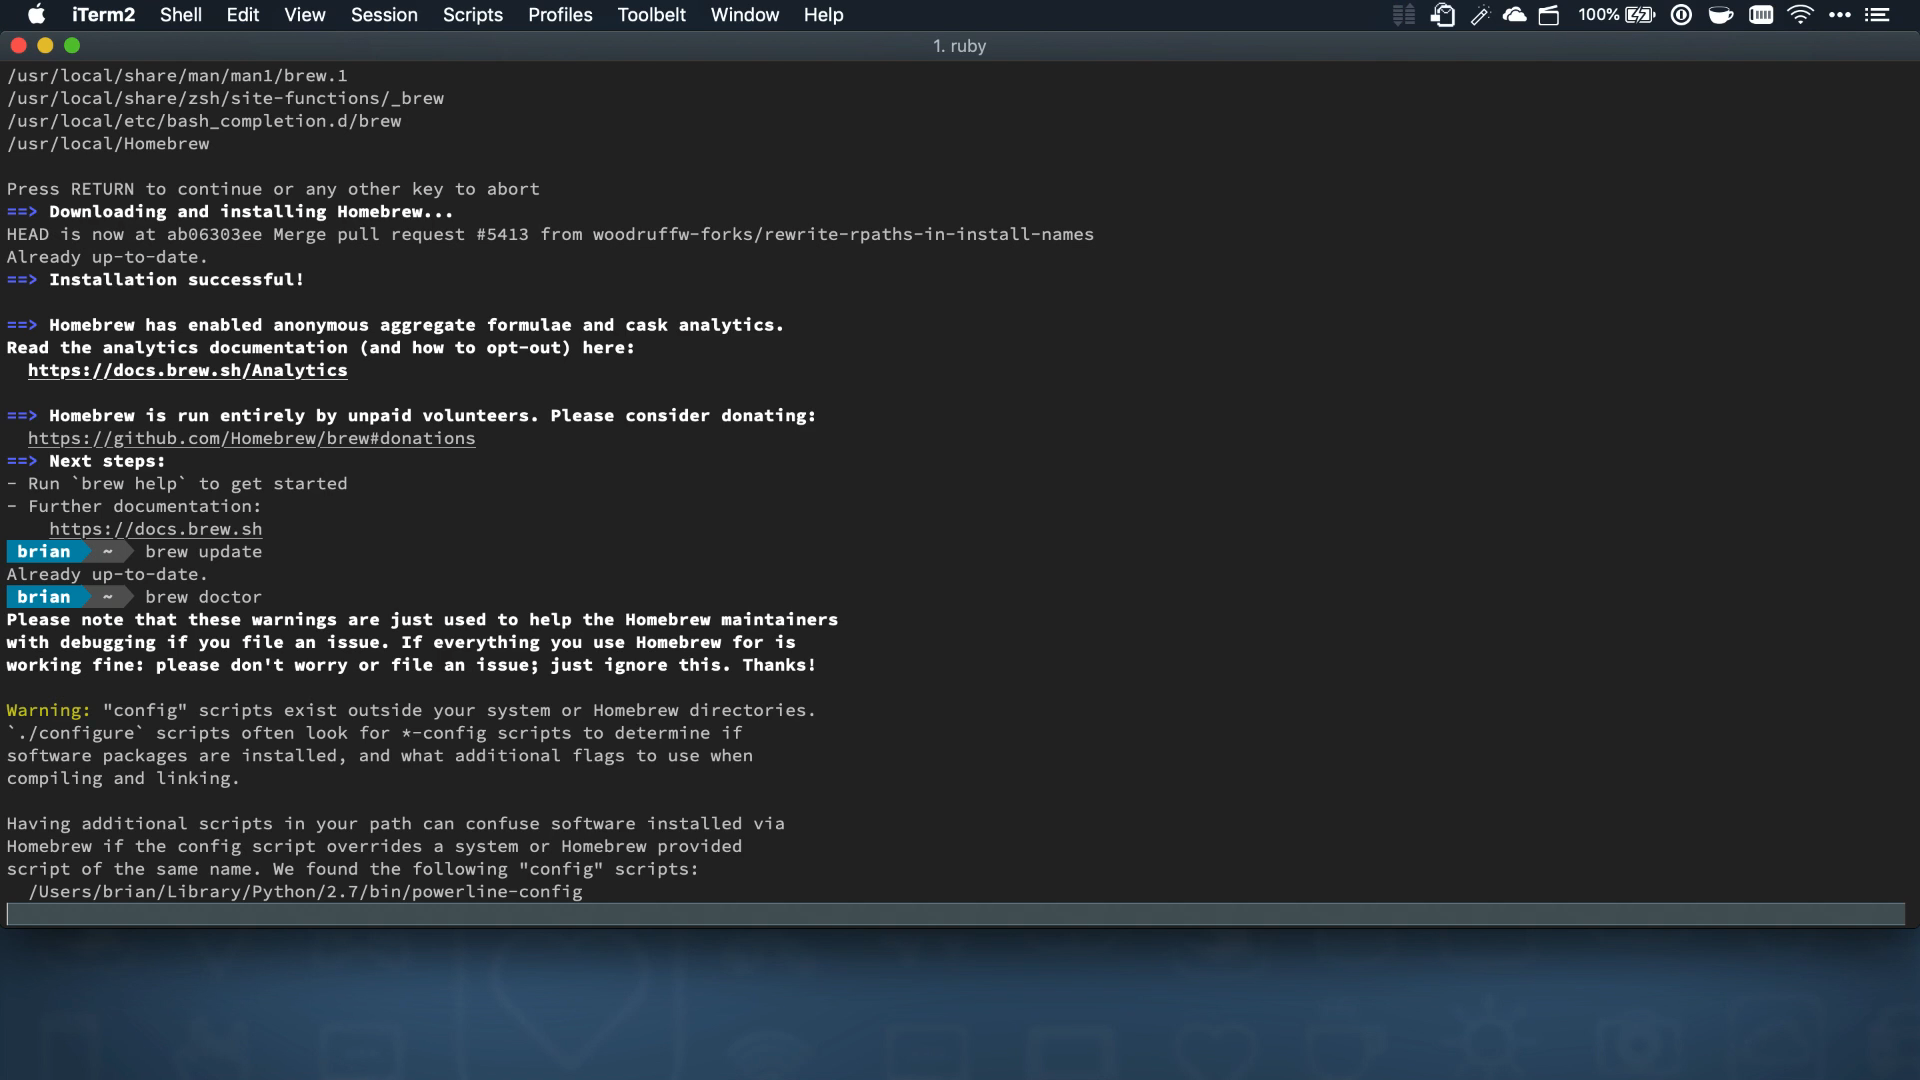 iTerm2 Shell Edit View Session Scripts Profiles Toolbelt Window Help 100%
1. ruby
/usr/local/share/man/man1/brew.1
/usr/local/share/zsh/site-functions/_brew
/usr/local/etc/bash_completion.d/brew
/usr/local/Homebrew
Press RETURN to continue or any other key to abort
==> Downloading and installing Homebrew...
HEAD is now at ab06303ee Merge pull request #5413 from woodruffw-forks/rewrite-rpaths-in-install-names
Already up-to-date.
==> Installation successful!
==> Homebrew has enabled anonymous aggregate formulae and cask analytics.
Read the analytics documentation (and how to opt-out) here:
https://docs.brew.sh/Analytics
==> Homebrew is run entirely by unpaid volunteers. Please consider donating:
https://github.com/Homebrew/brew#donations
==> Next steps:
- Run `brew help` to get started
- Further documentation:
https://docs.brew.sh
brian ~ brew update
Already up-to-date.
brian ~ brew doctor
Please note that these warnings are just used to help the Homebrew maintainers
with debugging if you file an issue. If everything you use Homebrew for is
working fine: please don't worry or file an issue; just ignore this. Thanks!
Warning: "config" scripts exist outside your system or Homebrew directories.
`./configure` scripts often look for *-config scripts to determine if
software packages are installed, and what additional flags to use when
compiling and linking.
Having additional scripts in your path can confuse software installed via
Homebrew if the config script overrides a system or Homebrew provided
script of the same name. We found the following "config" scripts:
/Users/brian/Library/Python/2.7/bin/powerline-config